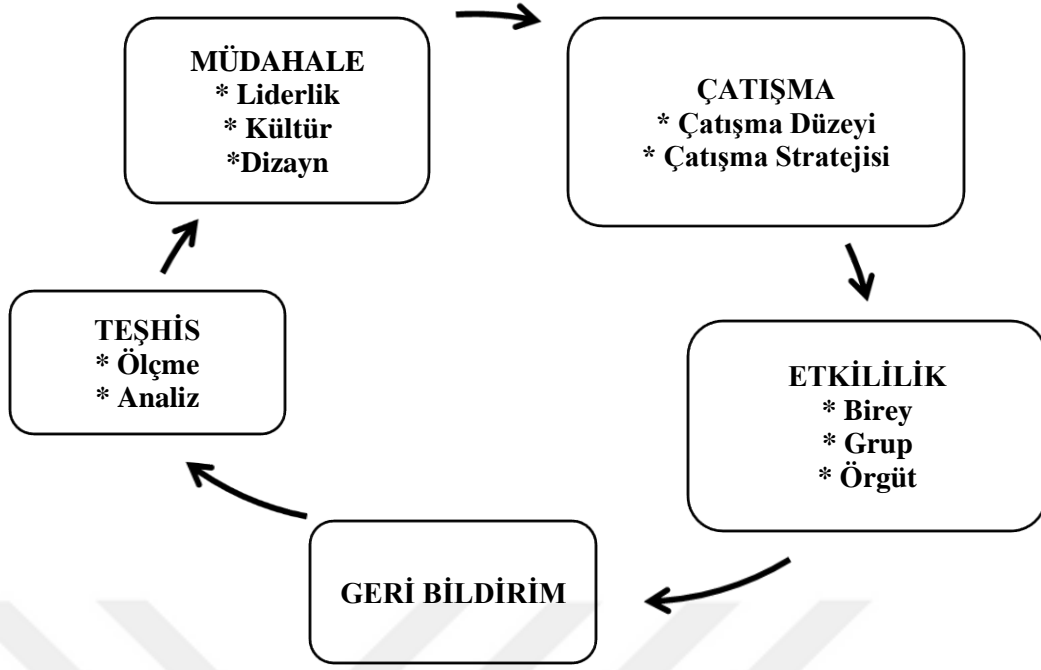 MÜDAHALE
* Liderlik
* Kültür
*Dizayn
ÇATIŞMA
* Çatışma Düzeyi
* Çatışma Stratejisi
TEŞHİS
* Ölçme
* Analiz
ETKİLİLİK
* Birey
* Grup
* Örgüt
GERİ BİLDİRİM